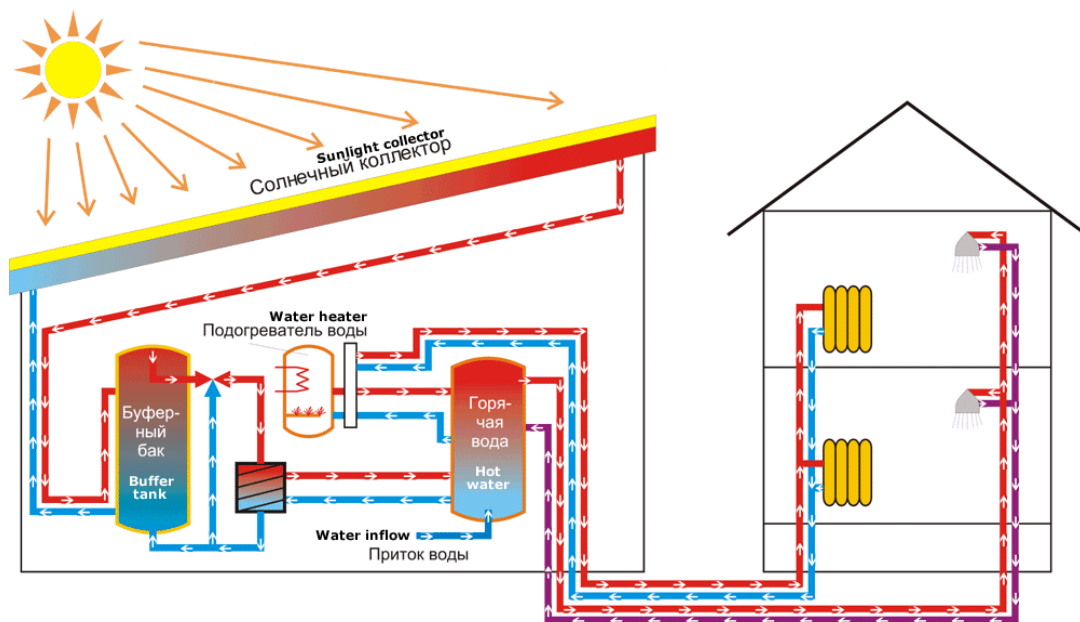 Sunlight collector
Солнечный коллектор
Water heater
Подогреватель воды
Буфер-
ный
бак
Buffer
tank
Горя-
чая
вода
Hot
water
Water inflow
Приток воды